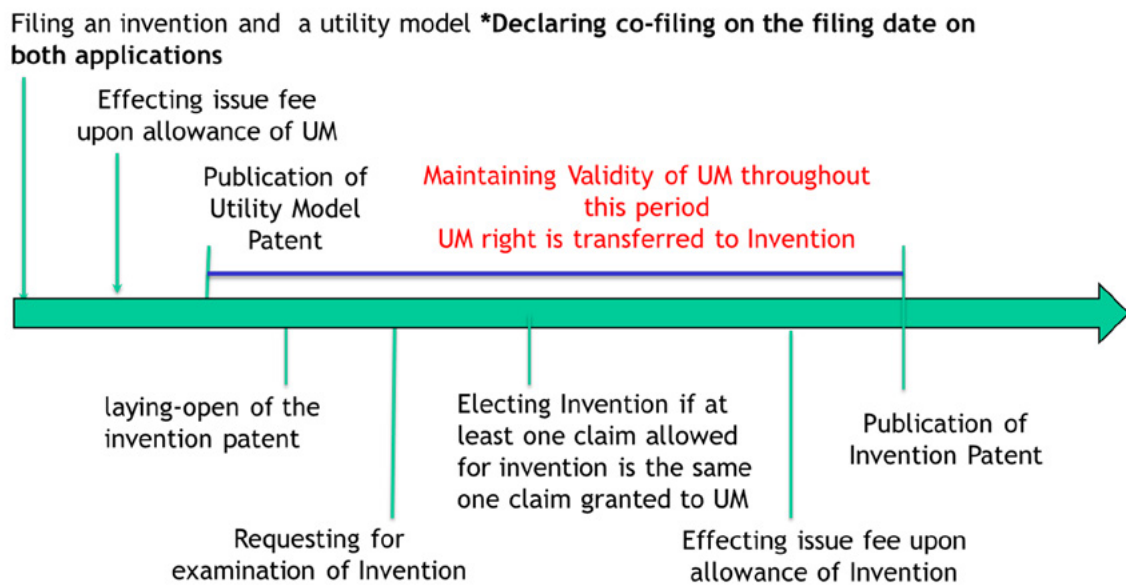 Filing an invention and a utility model *Declaring co-filing on the filing date on
both applications
Effecting issue fee
upon allowance of UM
Publication of
Utility Model
Patent
Maintaining Validity of UM throughout
this period
UM right is transferred to Invention
laying-open of the
invention patent
Requesting for
examination of Invention
Electing Invention if at
least one claim allowed
for invention is the same
one claim granted to UM
Effecting issue fee upon
allowance of Invention
Publication of
Invention Patent